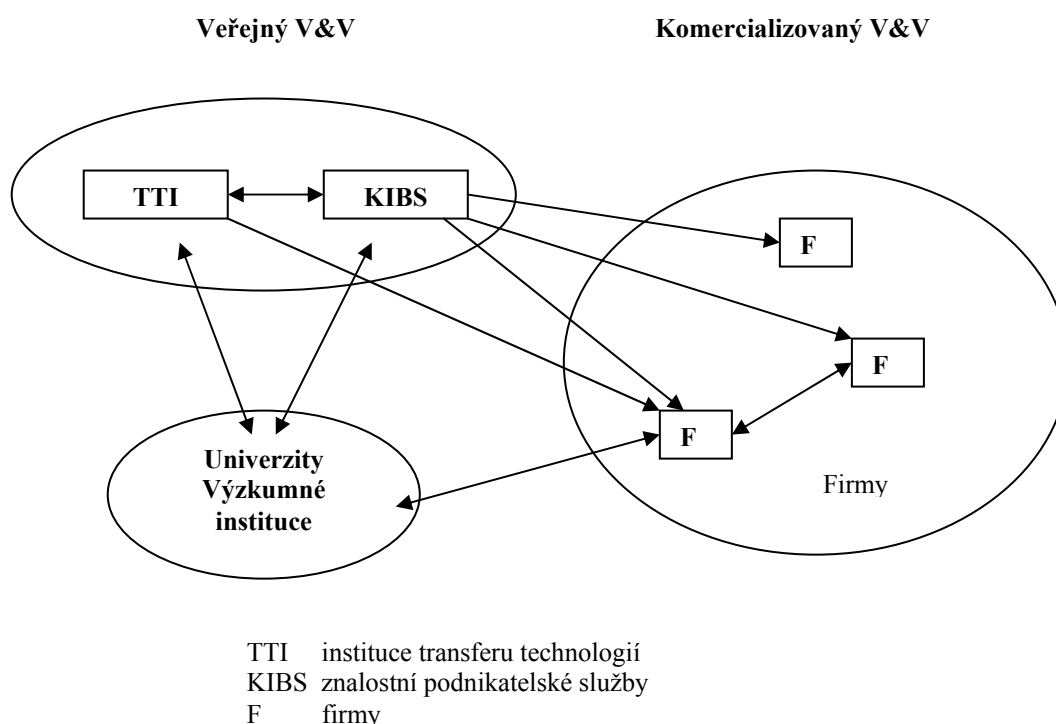 Veřejný V&V
Komercializovaný V&V
TTI
KIBS
F
F
F
Univerzity
Výzkumné
instituce
Firmy
TTI instituce transferu technologií
KIBS znalostní podnikatelské služby
F firmy